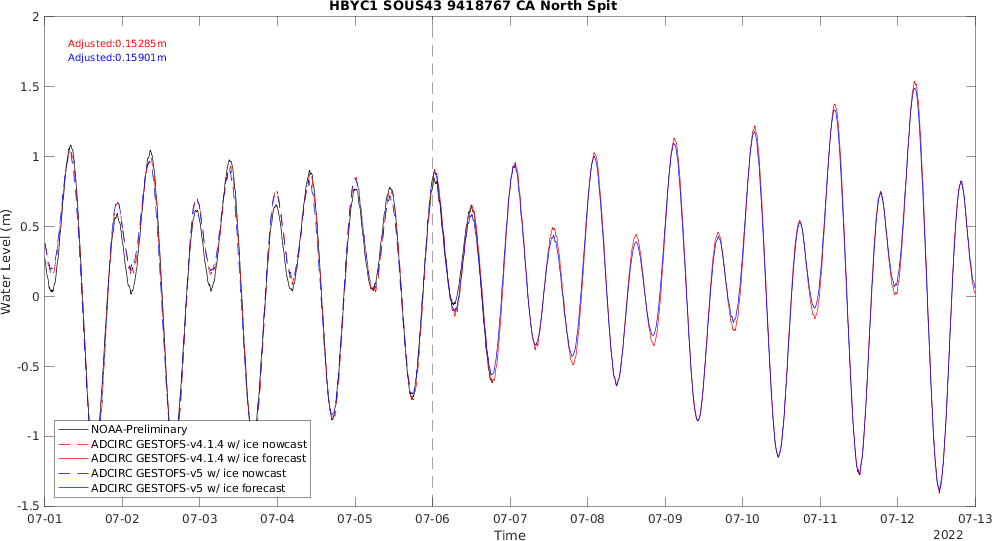 HBYC1 SOUS43 9418767 CA North Spit
2
Adjusted:0.15285m
Adjusted:0.15901m
1.5
1
0.5
0
-0.5
-1
-1.5
Water Level (m)
NOAA-Preliminary
ADCIRC GESTOFS-v4.1.4 w/ ice nowcast
ADCIRC GESTOFS-v4.1.4 w/ ice forecast
ADCIRC GESTOFS-v5 w/ ice nowcast
ADCIRC GESTOFS-v5 w/ ice forecast
07-01 07-02 07-03 07-04 07-05 07-06 07-07 07-08 07-09 07-10 07-11 07-12 07-13
Time
2022